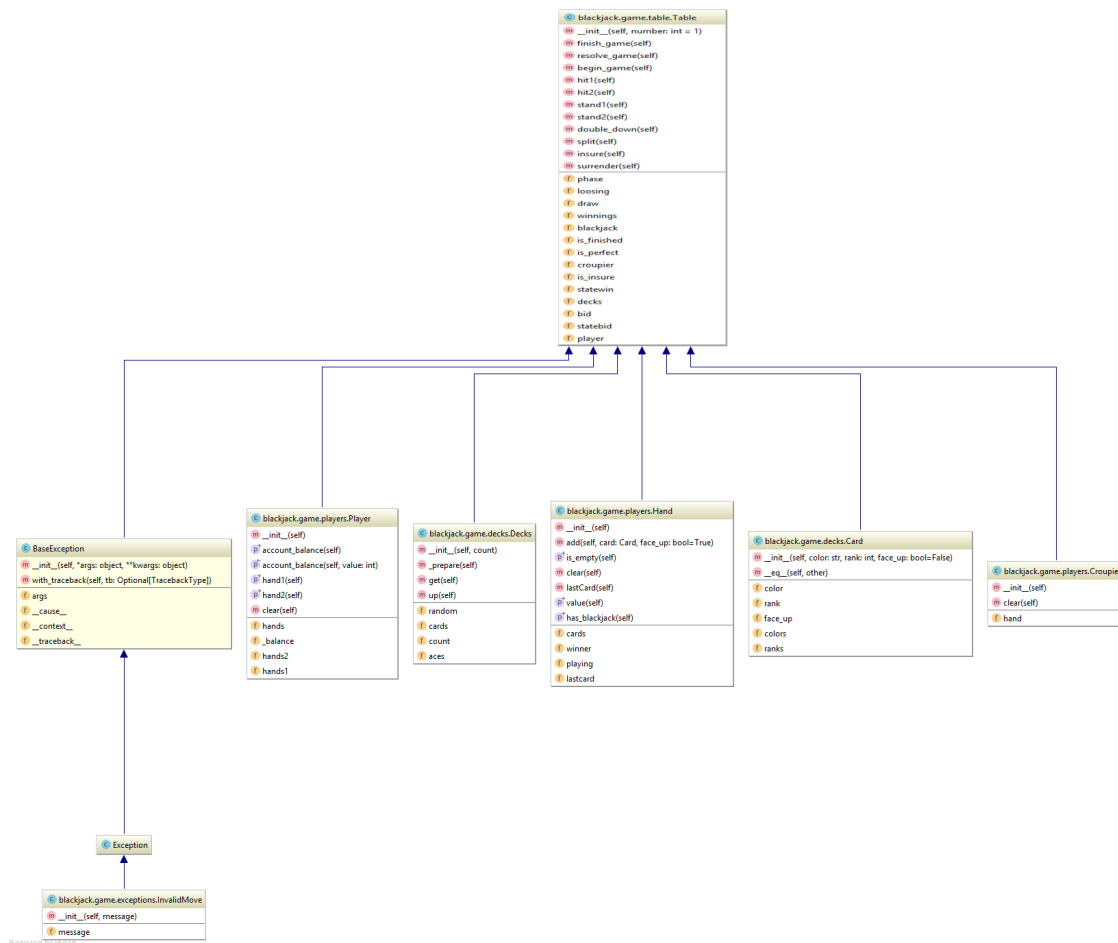 blackjack.game.table.Table
__init__(self, number: int = 1)
finish_game(self)
resolve_game(self)
begin_game(self)
hit1(self)
hit2(self)
stand1(self)
stand2(self)
double_down(self)
split(self)
insure(self)
surrender(self)
phase
loosing
draw
winnings
blackjack
is_finished
is_perfect
croupier
is_insure
statewin
decks
bid
statebid
player
BaseException
__init__(self, *args: object, **kwargs: object)
with_traceback(self, tb: Optional[TracebackType])
args
__cause__
__context__
__traceback__
blackjack.game.players.Player
__init__(self)
account_balance(self)
account_balance(self, value: int)
hand1(self)
hand2(self)
clear(self)
hands
_balance
hands2
hands1
blackjack.game.decks.Decks
__init__(self, count)
_prepare(self)
get(self)
up(self)
random
cards
count
aces
blackjack.game.players.Hand
__init__(self)
add(self, card: Card, face_up: bool=True)
is_empty(self)
clear(self)
lastCard(self)
value(self)
has_blackjack(self)
cards
winner
playing
lastcard
blackjack.game.decks.Card
__init__(self, color: str, rank: int, face_up: bool=False)
__eq__(self, other)
color
rank
face_up
colors
ranks
blackjack.game.players.Croupie
__init__(self)
clear(self)
hand
Exception
blackjack.game.exceptions.InvalidMove
__init__(self, message)
message